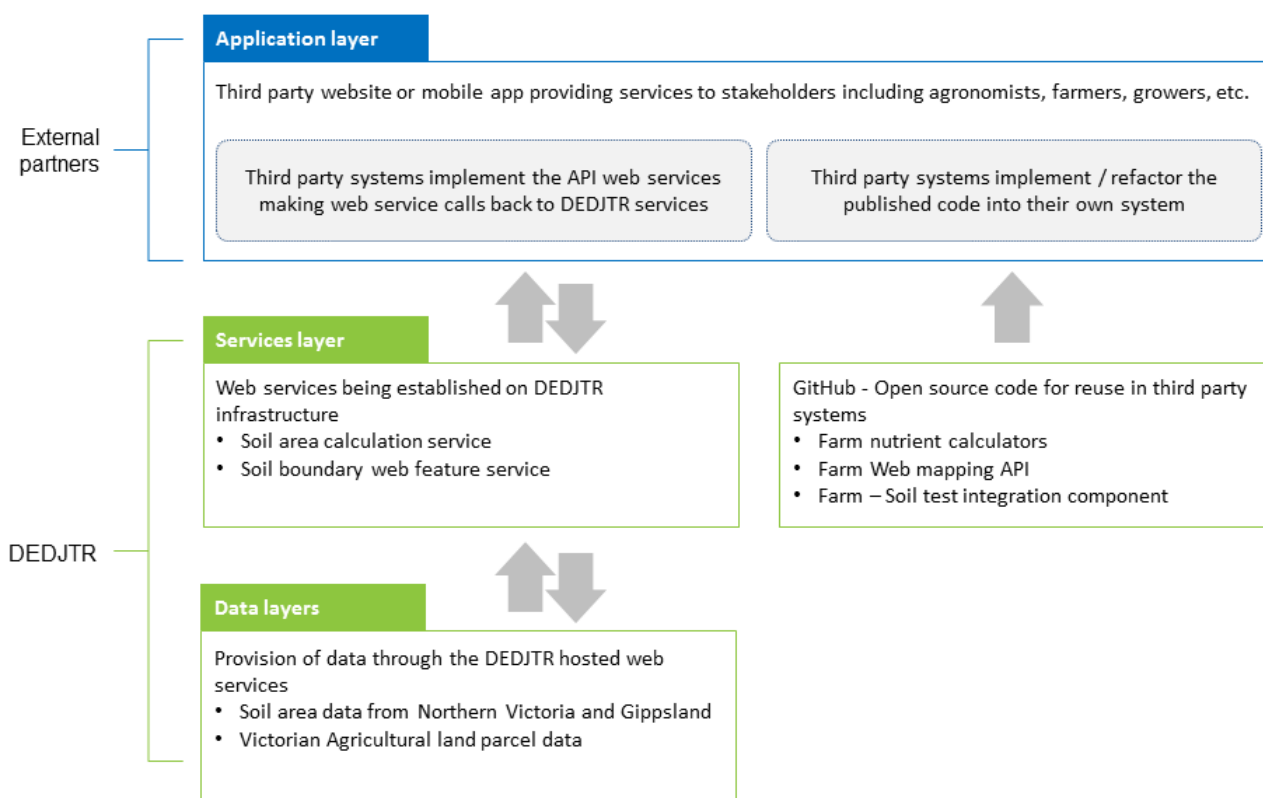 Application layer
Third party website or mobile app providing services to stakeholders including agronomists, farmers, growers, etc.
External
partners
Third party systems implement the API web services
making web service calls back to DEDJTR services
Third party systems implement / refactor the
published code into their own system
Services layer
Web services being established on DEDJTR
infrastructure
• Soil area calculation service
• Soil boundary web feature service
GitHub - Open source code for reuse in third party
systems
• Farm nutrient calculators
• Farm Web mapping API
• Farm – Soil test integration component
DEDJTR
Data layers
Provision of data through the DEDJTR hosted web
services
• Soil area data from Northern Victoria and Gippsland
• Victorian Agricultural land parcel data